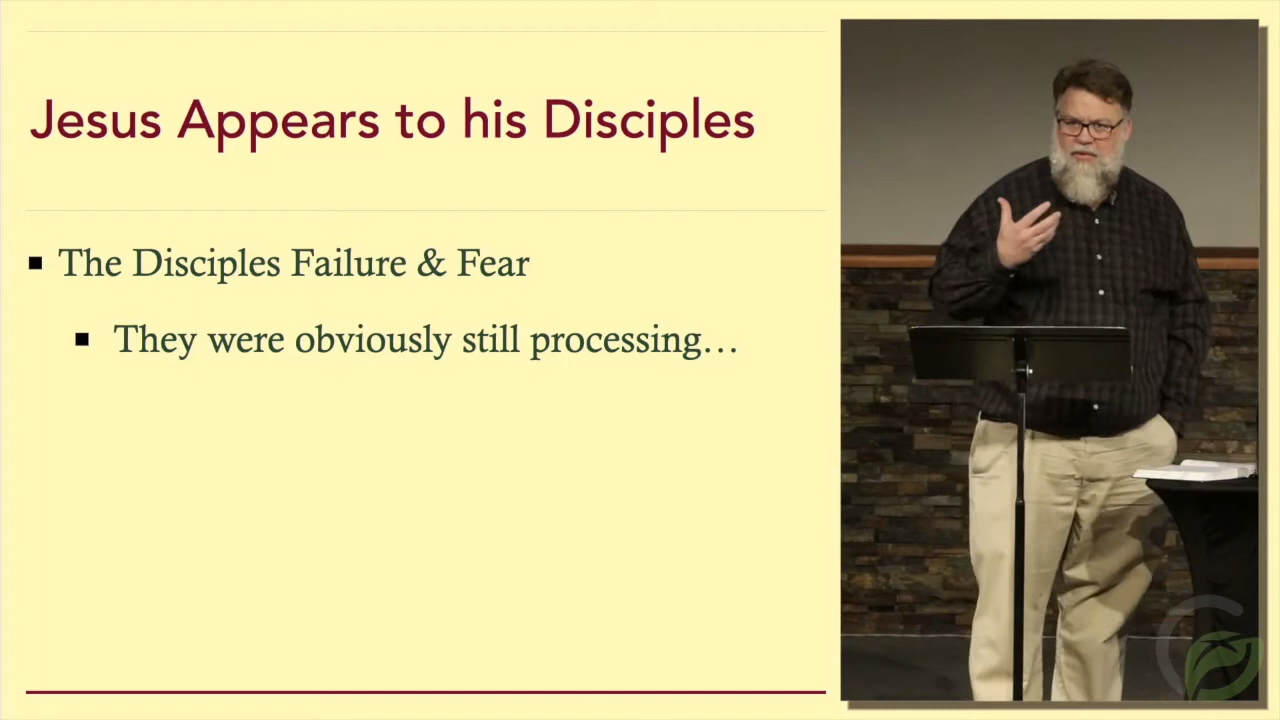 Jesus Appears to his Disciples
The Disciples Failure & Fear
They were obviously still processing…